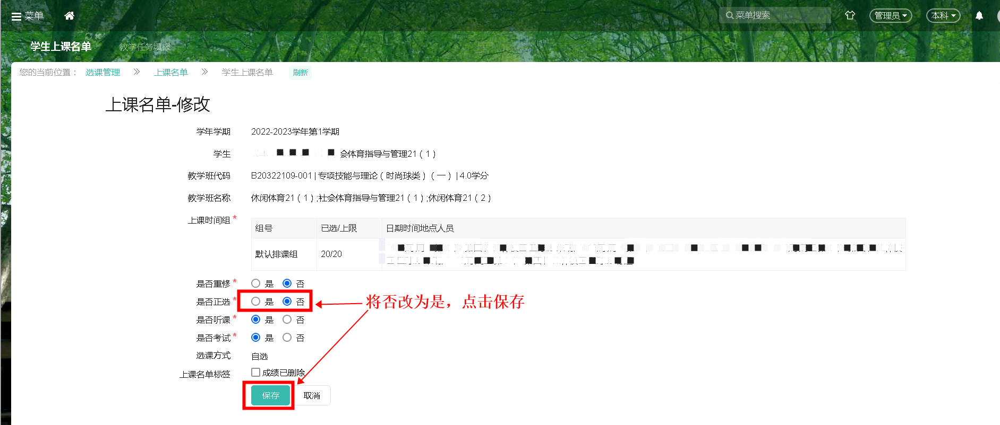 菜单
菜单搜索
管理员
本科
学生上课名单
教学任务填报
您的当前位置： 选课管理 》 上课名单 》 学生上课名单 刷新
上课名单-修改
学年学期 2022-2023学年第1学期
学生 会体育指导与管理21（1）
教学班代码 B20322109-001 | 专项技能与理论（时尚球类）（一） | 4.0学分
教学班名称 休闲体育21（1）;社会体育指导与管理21（1）;休闲体育21（2）
上课时间组 *
组号 已选/上限 日期时间地点人员
默认排课组 20/20
是否重修 * 是 否
是否正选 * 是 否
将否改为是，点击保存
是否听课 * 是 否
是否考试 * 是 否
选课方式 自选
上课名单标签 成绩已删除
保存 取消